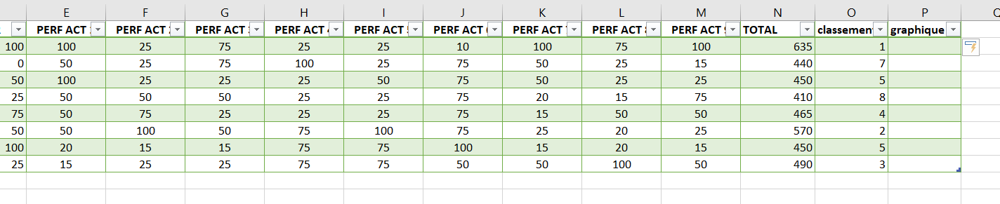 E F G H I J K L M N O P Q
PERF ACT PERF ACT PERF ACT PERF ACT PERF ACT PERF ACT PERF ACT PERF ACT PERF ACT TOTAL classemen graphique
100 100 25 75 25 25 10 100 75 100 635 1
0 50 25 75 100 25 75 50 25 15 440 7
50 100 25 25 25 50 75 50 25 25 450 5
25 50 50 50 25 25 75 20 15 75 410 8
75 50 75 25 25 25 75 15 50 50 465 4
50 50 100 50 75 100 75 25 20 25 570 2
100 20 15 15 75 75 100 15 20 15 450 5
25 15 25 25 75 75 50 50 100 50 490 3